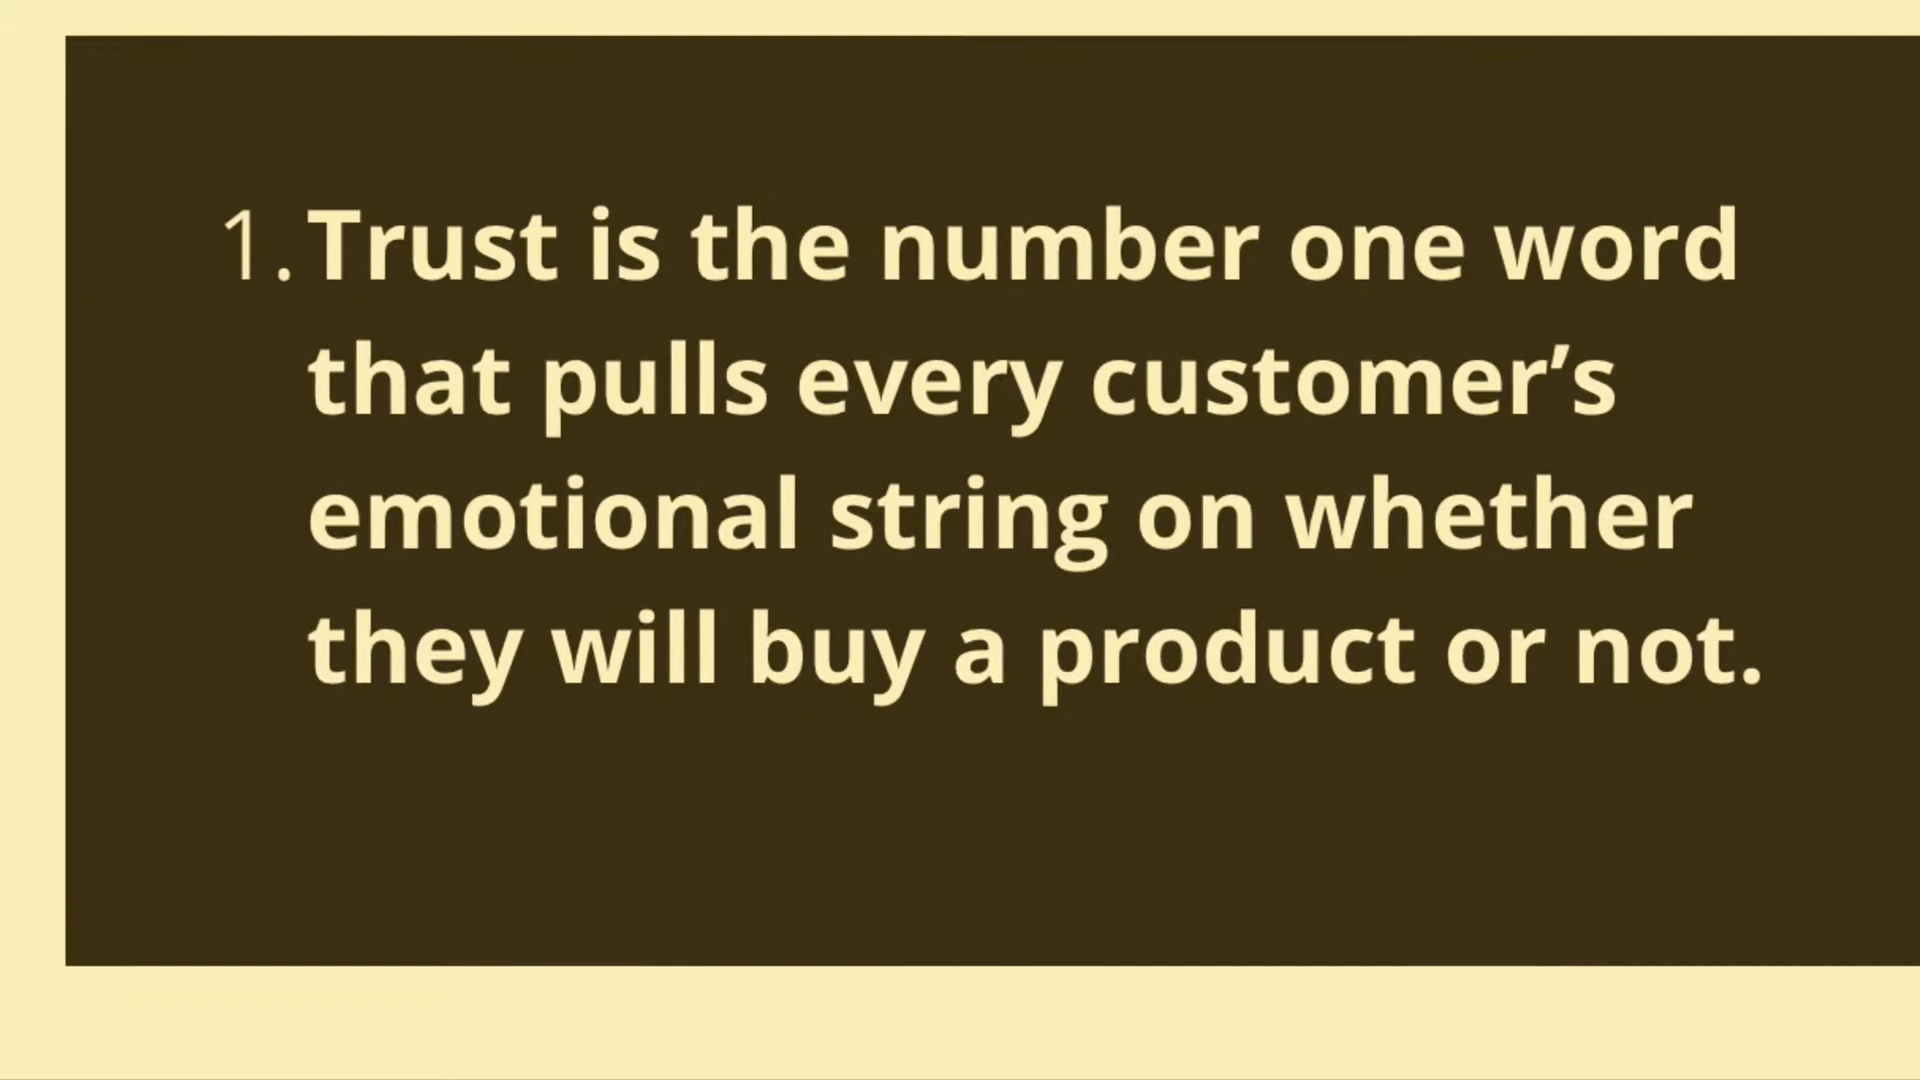 1. Trust is the number one word
that pulls every customer’s
emotional string on whether
they will buy a product or not.